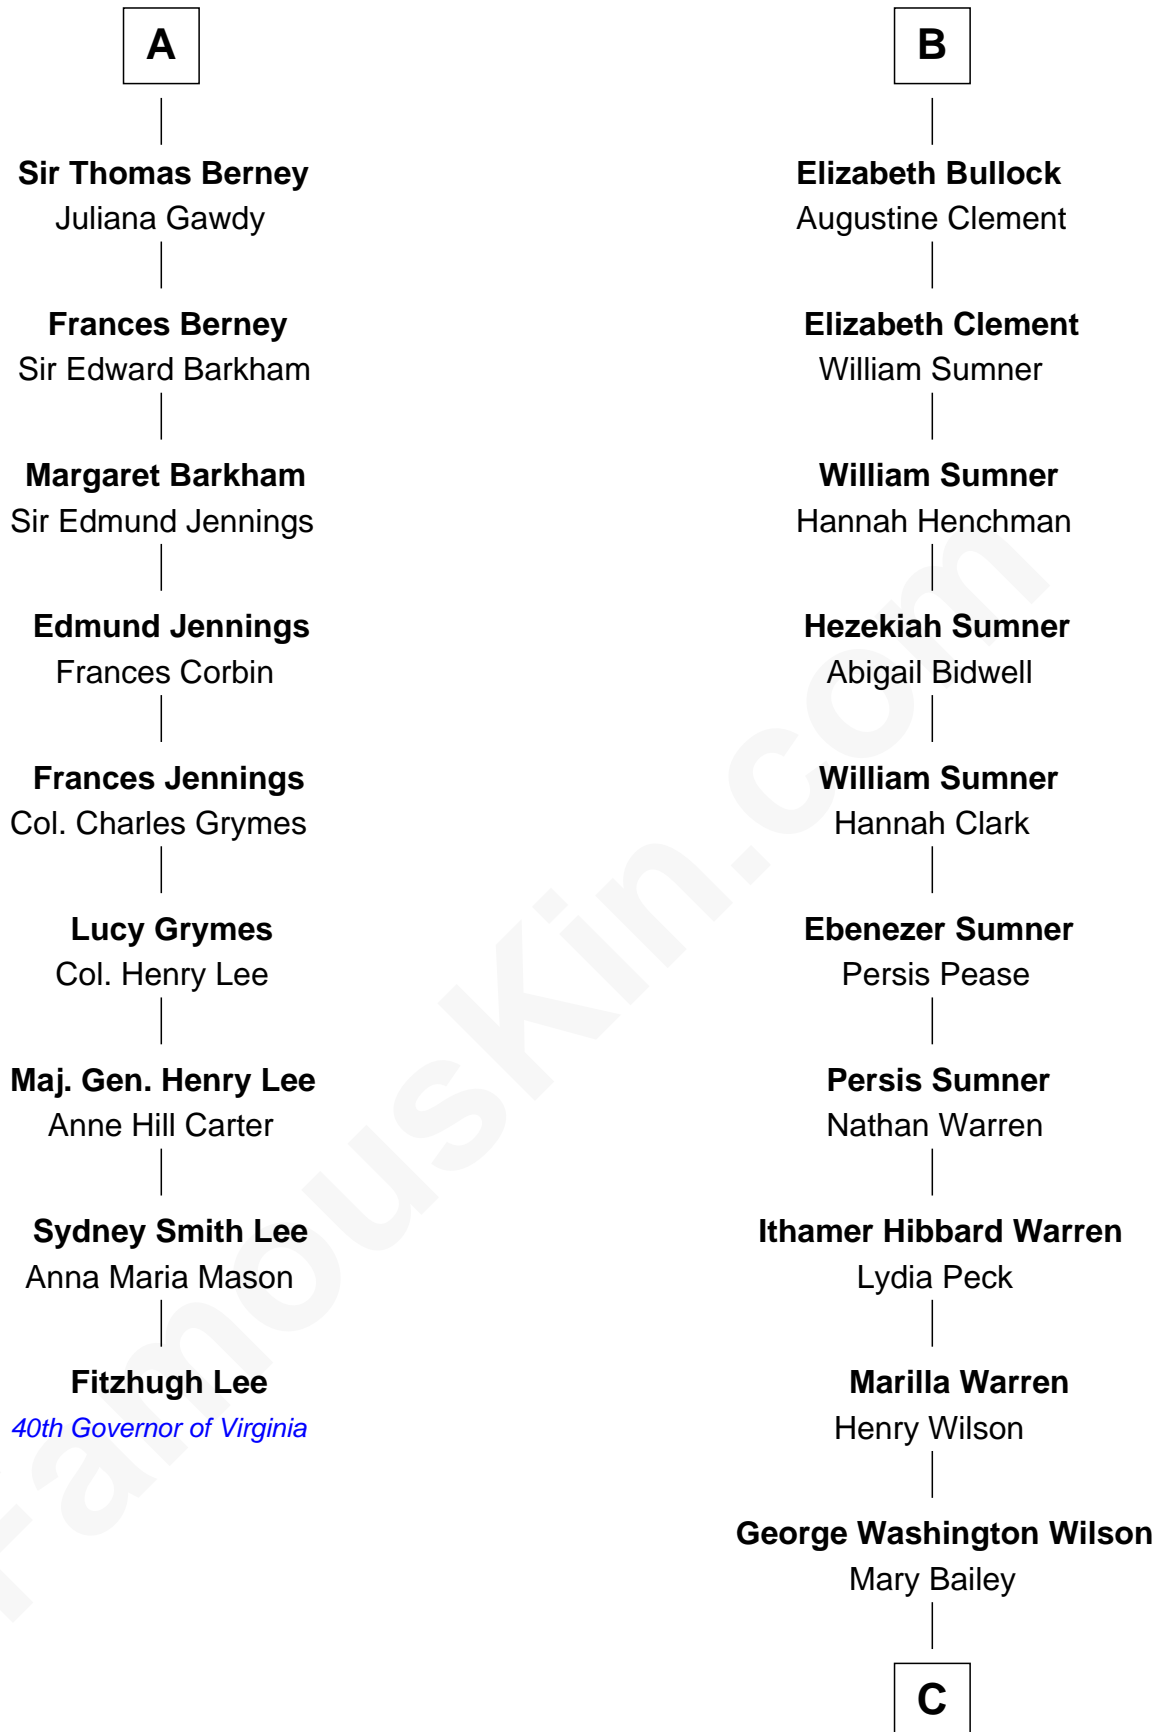 A
Sir Thomas Berney
Juliana Gawdy
Frances Berney
Sir Edward Barkham
Margaret Barkham
Sir Edmund Jennings
Edmund Jennings
Frances Corbin
Frances Jennings
Col. Charles Grymes
Lucy Grymes
Col. Henry Lee
Maj. Gen. Henry Lee
Anne Hill Carter
Sydney Smith Lee
Anna Maria Mason
Fitzhugh Lee
40th Governor of Virginia
B
Elizabeth Bullock
Augustine Clement
Elizabeth Clement
William Sumner
William Sumner
Hannah Henchman
Hezekiah Sumner
Abigail Bidwell
William Sumner
Hannah Clark
Ebenezer Sumner
Persis Pease
Persis Sumner
Nathan Warren
Ithamer Hibbard Warren
Lydia Peck
Marilla Warren
Henry Wilson
George Washington Wilson
Mary Bailey
C
FamousKin.com